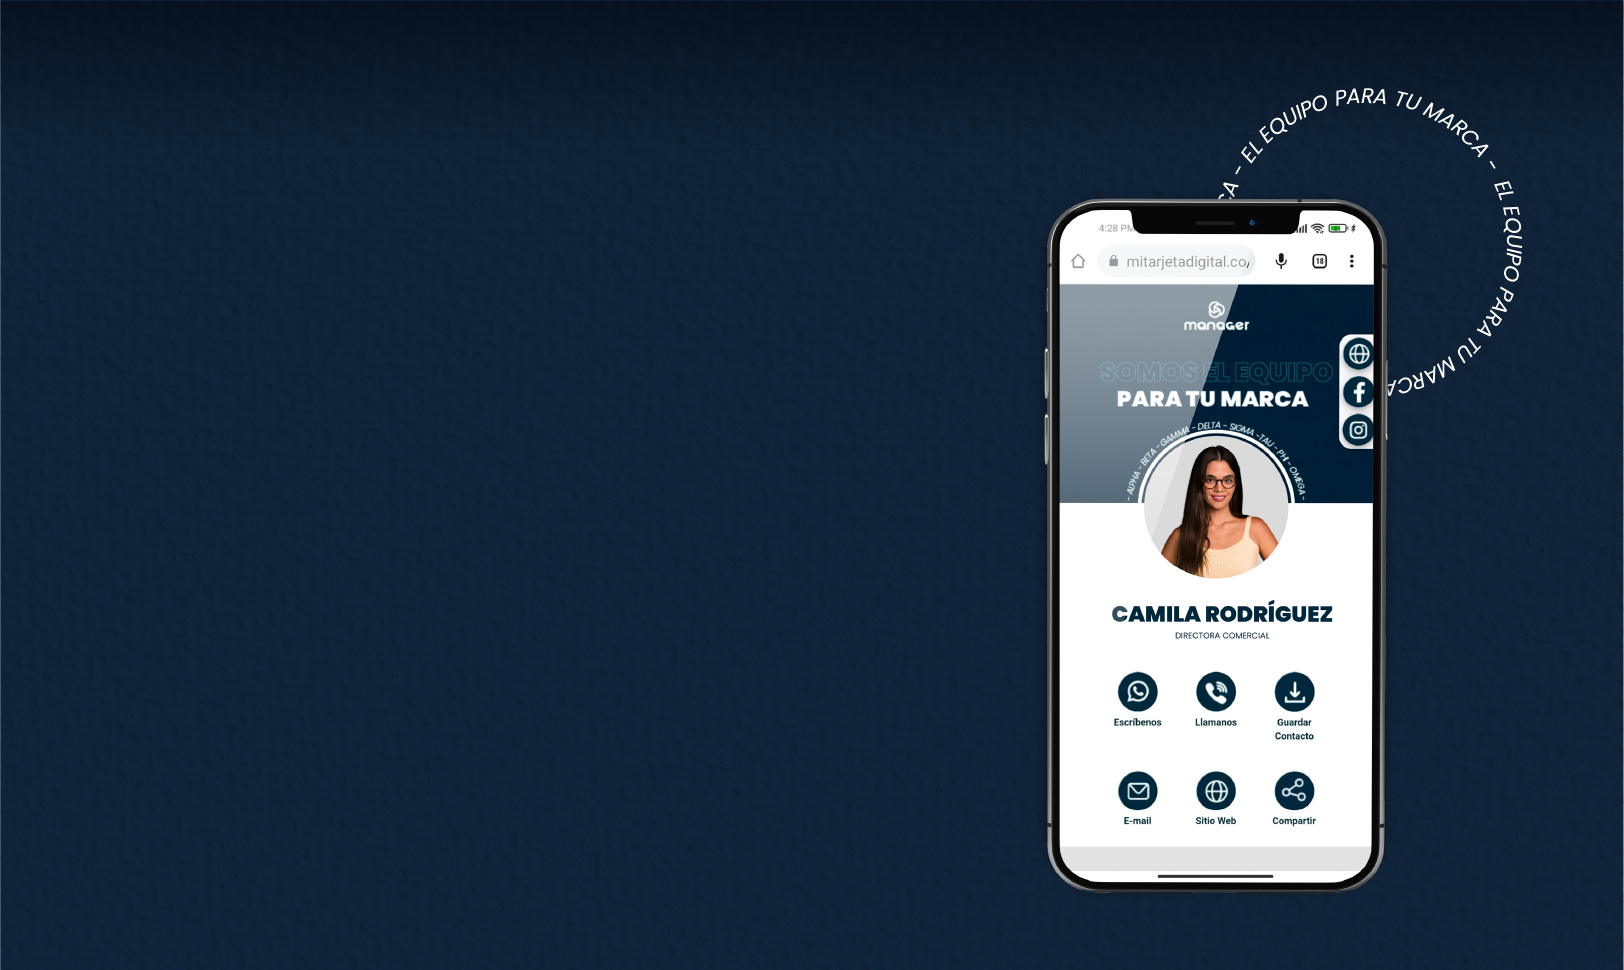 CA - EL EQUIPO PARA TU MARCA - EL EQUIPO PARA TU MARCA
4:28 PM
mitarjetadigital.co/
18
manager
SOMOS EL EQUIPO
PARA TU MARCA
- ALPHA - BETA - GAMMA - DELTA - SIGMA -TAU - PHI - OMEGA -
CAMILA RODRÍGUEZ
DIRECTORA COMERCIAL
Escríbenos
Llamanos
Guardar
Contacto
E-mail
Sitio Web
Compartir